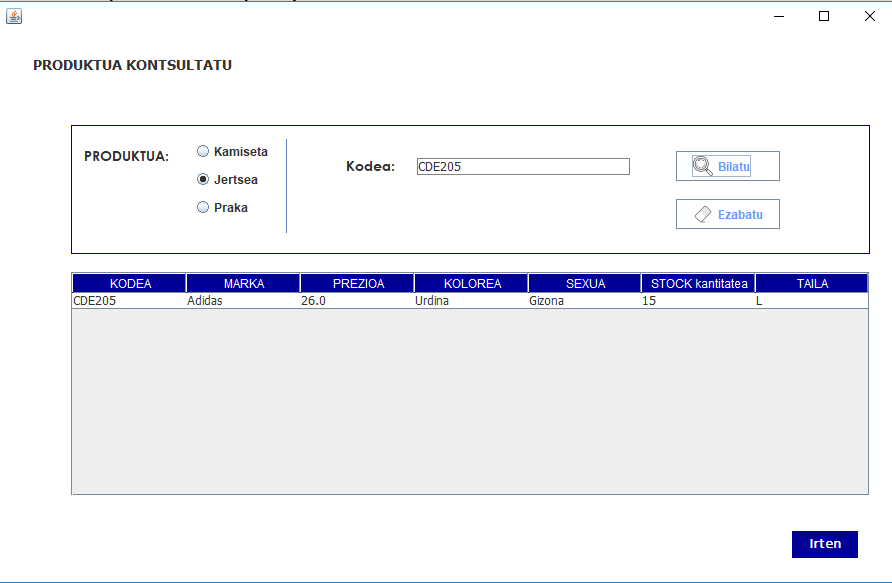 PRODUKTUA KONTSULTATU
PRODUKTUA:
Kamiseta
Jertsea
Praka
Kodea:
CDE205
Bilatu
Ezabatu
KODEA MARKA PREZIOA KOLOREA SEXUA STOCK kantitatea TAILA
CDE205 Adidas 26.0 Urdina Gizona 15 L
Irten